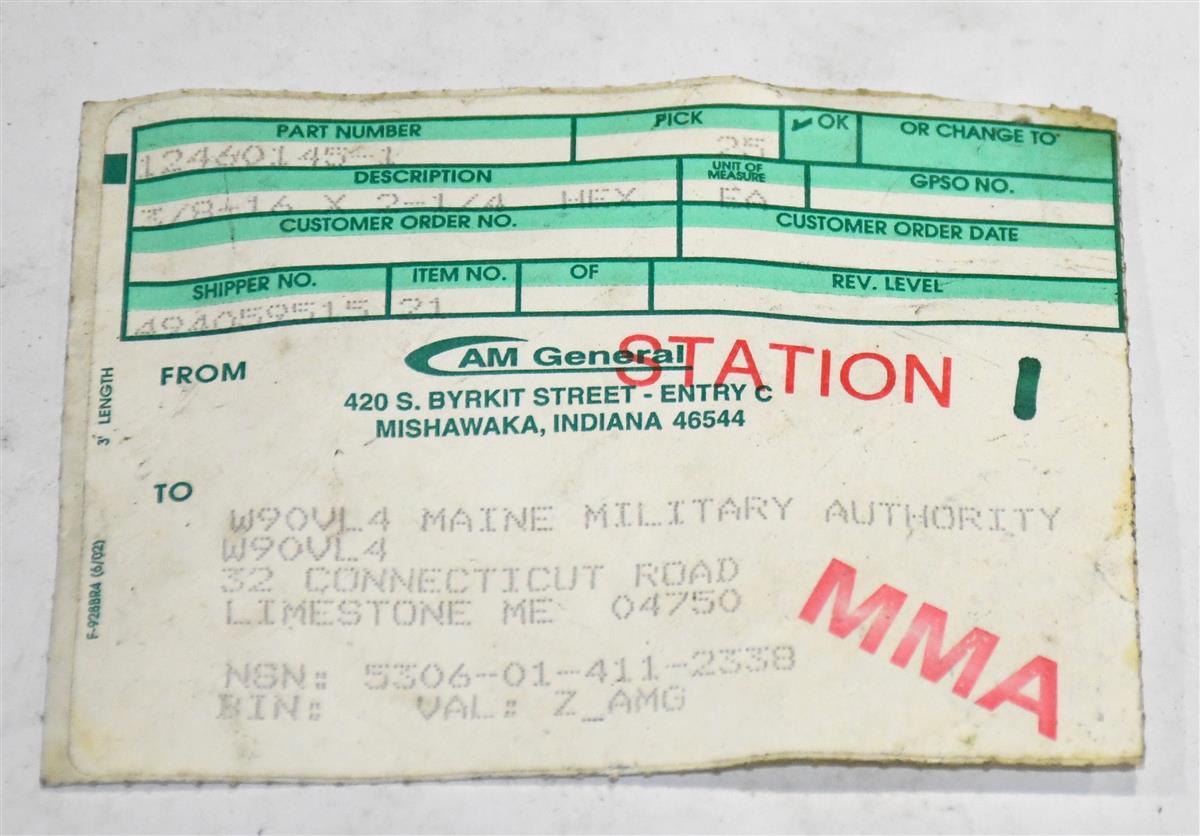 PART NUMBER PICK OK OR CHANGE TO
12460145-1 25
DESCRIPTION UNIT OF MEASURE GPSO NO.
3/8-16 X 2-1/4 HEX EA
CUSTOMER ORDER NO. CUSTOMER ORDER DATE
SHIPPER NO. ITEM NO. OF REV. LEVEL
494059515 21
FROM AM General STATION
420 S. BYRKIT STREET - ENTRY C
MISHAWAKA, INDIANA 46544
3" LENGTH
TO
W90VL4 MAINE MILITARY AUTHORITY
W90VL4
32 CONNECTICUT ROAD
LIMESTONE ME 04750
MMA
F-928BR4 (6/02)
NSN: 5306-01-411-2338
BIN: VAL: Z_AMG